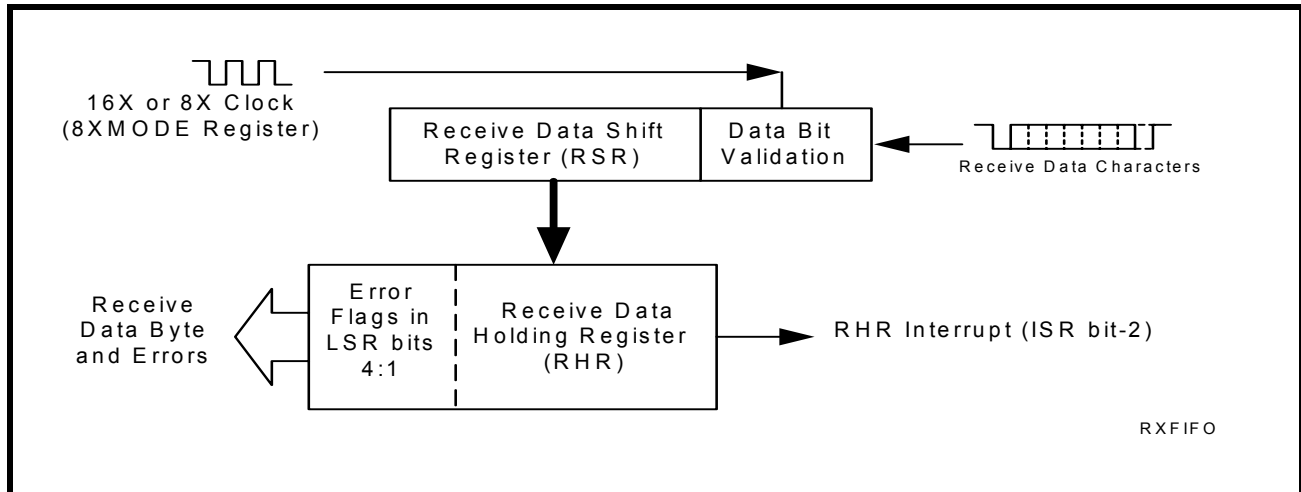 16X or 8X Clock
(8XMODE Register)
Receive Data Shift
Register (RSR)
Data Bit
Validation
Receive Data Characters
Receive
Data Byte
and Errors
Error
Flags in
LSR bits
4:1
Receive Data
Holding Register
(RHR)
RHR Interrupt (ISR bit-2)
RXFIFO